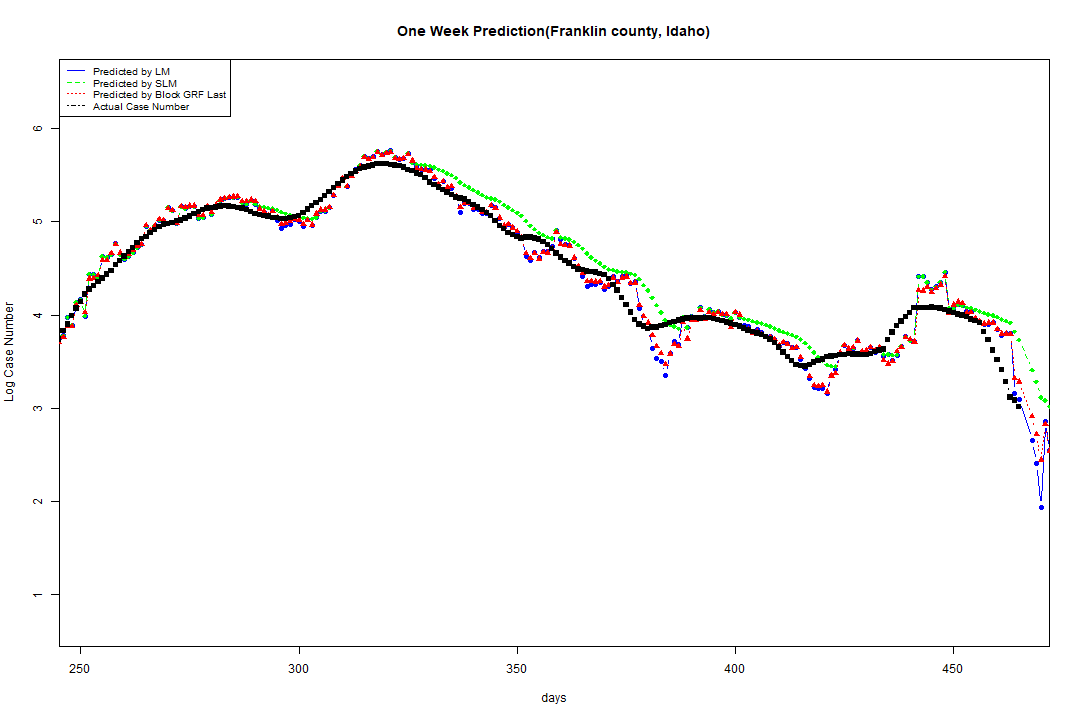 One Week Prediction(Franklin county, Idaho)
Predicted by LM
Predicted by SLM
Predicted by Block GRF Last
Actual Case Number
6
5
4
3
2
1
Log Case Number
250 300 350 400 450
days